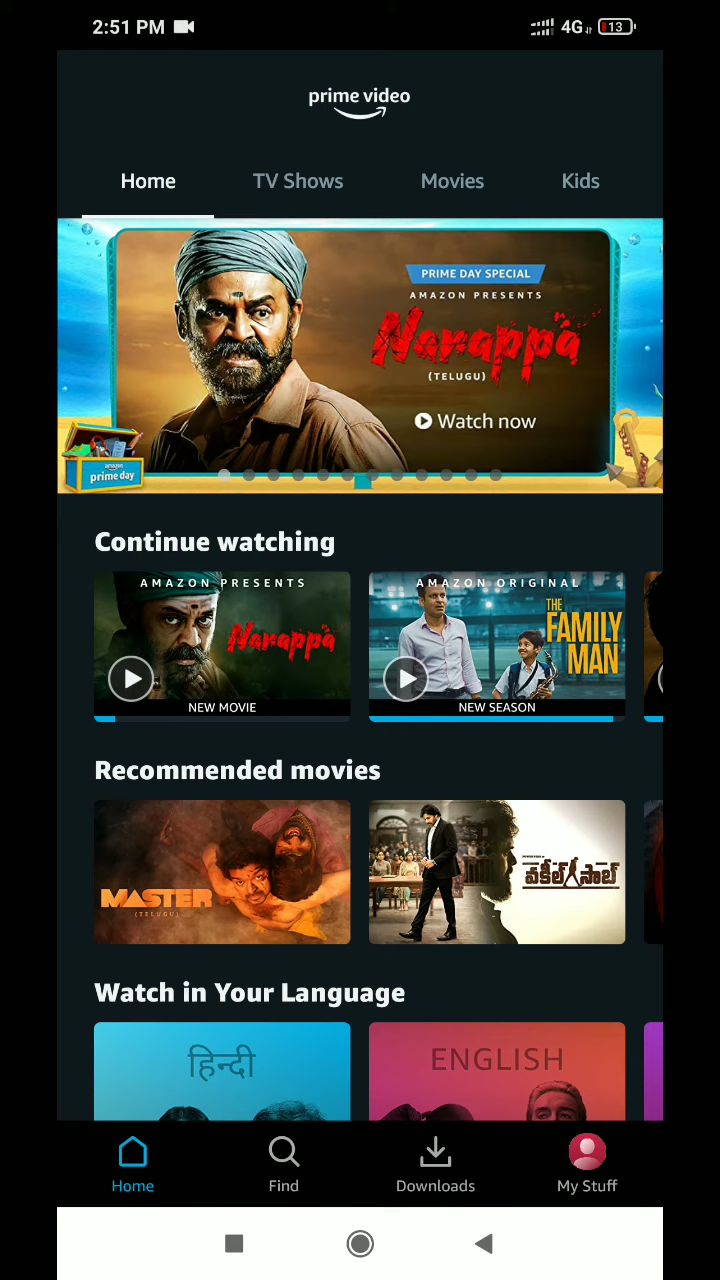 2:51 PM
4G
13
prime video
Home
TV Shows
Movies
Kids
PRIME DAY SPECIAL
AMAZON PRESENTS
Narappa
(TELUGU)
Watch now
amazon
prime day
Continue watching
AMAZON PRESENTS
Narappa
NEW MOVIE
AMAZON ORIGINAL
THE
FAMILY
MAN
NEW SEASON
Recommended movies
MASTER
(TELUGU)
వకీల్ సాబ్
Watch in Your Language
हिन्दी
ENGLISH
Home
Find
Downloads
My Stuff